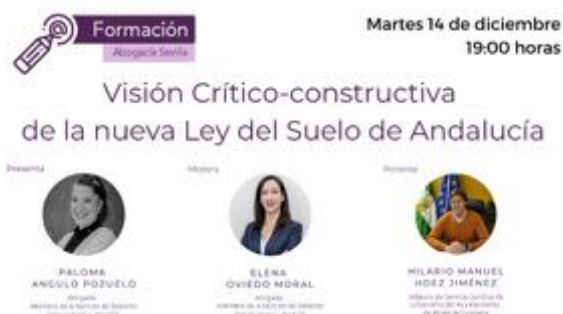 Formación
Abogacía Sevilla
Martes 14 de diciembre
19:00 horas
Visión Crítico-constructiva
de la nueva Ley del Suelo de Andalucía
Presenta
Modera
Ponente
PALOMA
ANGULO POZUELO
Abogada
ELENA
OVIEDO MORAL
Abogada
HILARIO MANUEL
HDEZ JIMÉNEZ